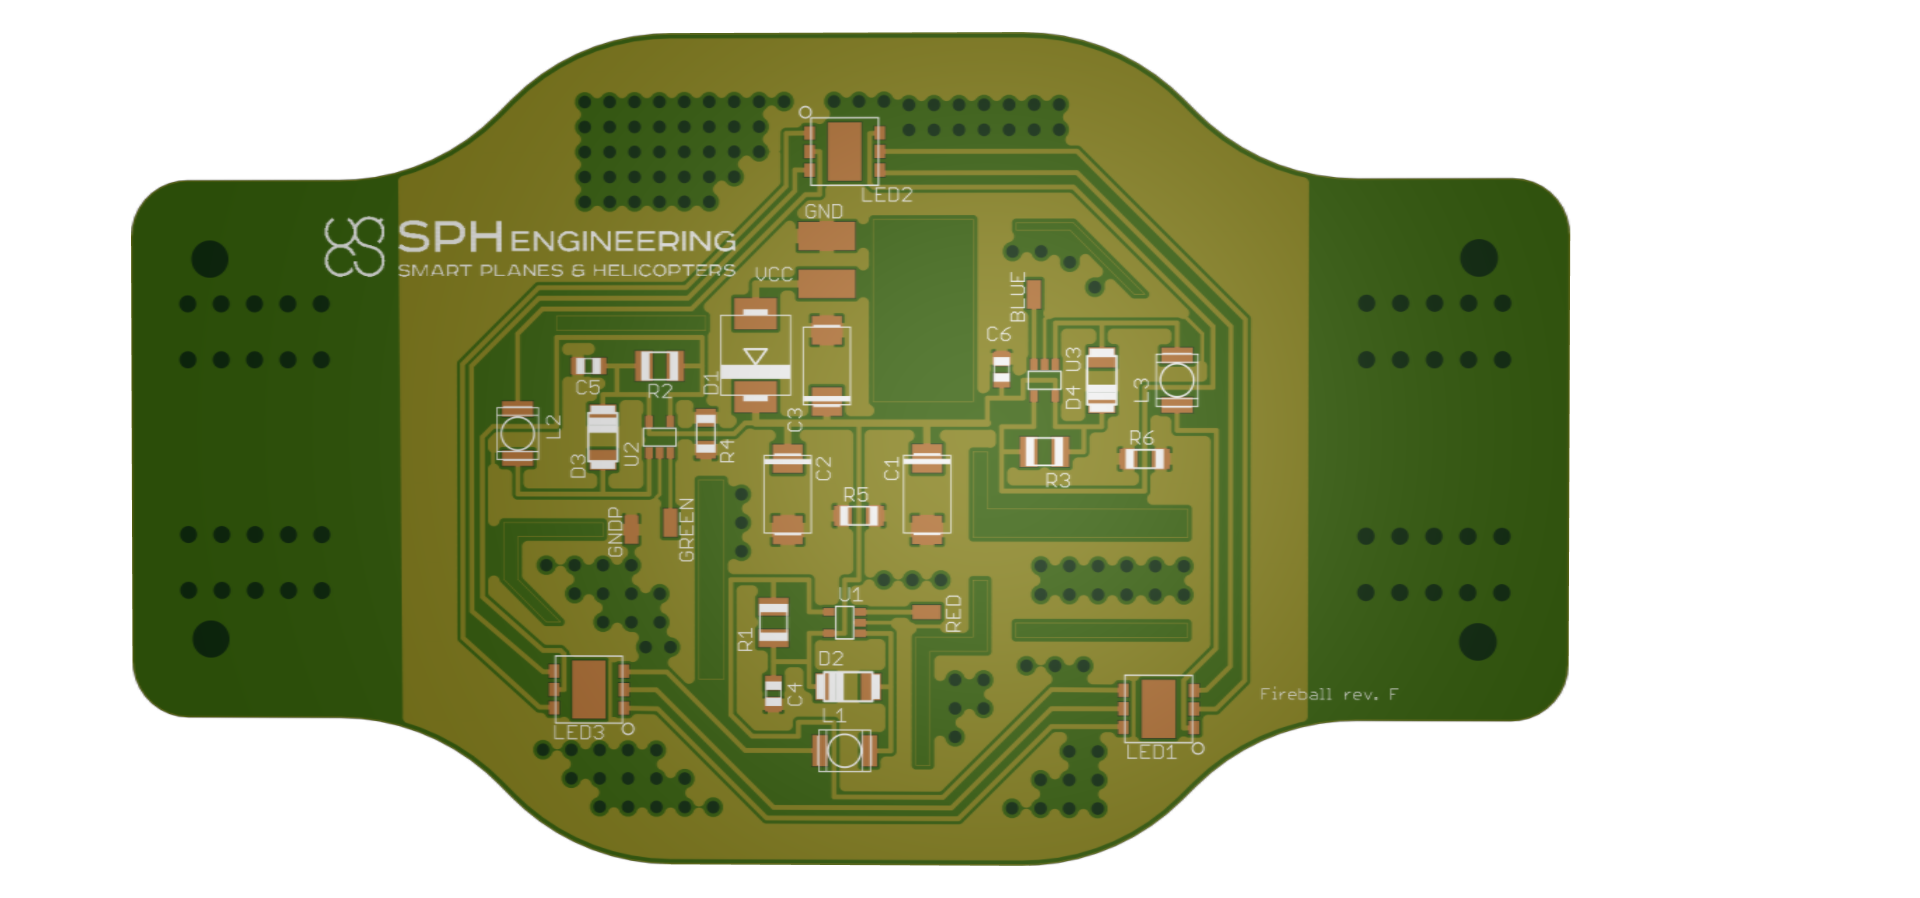 LED2
GND
SPH ENGINEERING
SMART PLANES & HELICOPTERS
VCC
BLUE
C6
U3
D4
L3
C5
R2
D1
C3
L2
D3
U2
R4
C2
C1
R6
R3
R5
GNDP
GREEN
U1
RED
R1
D2
C4
L1
Fireball rev. F
LED3
LED1